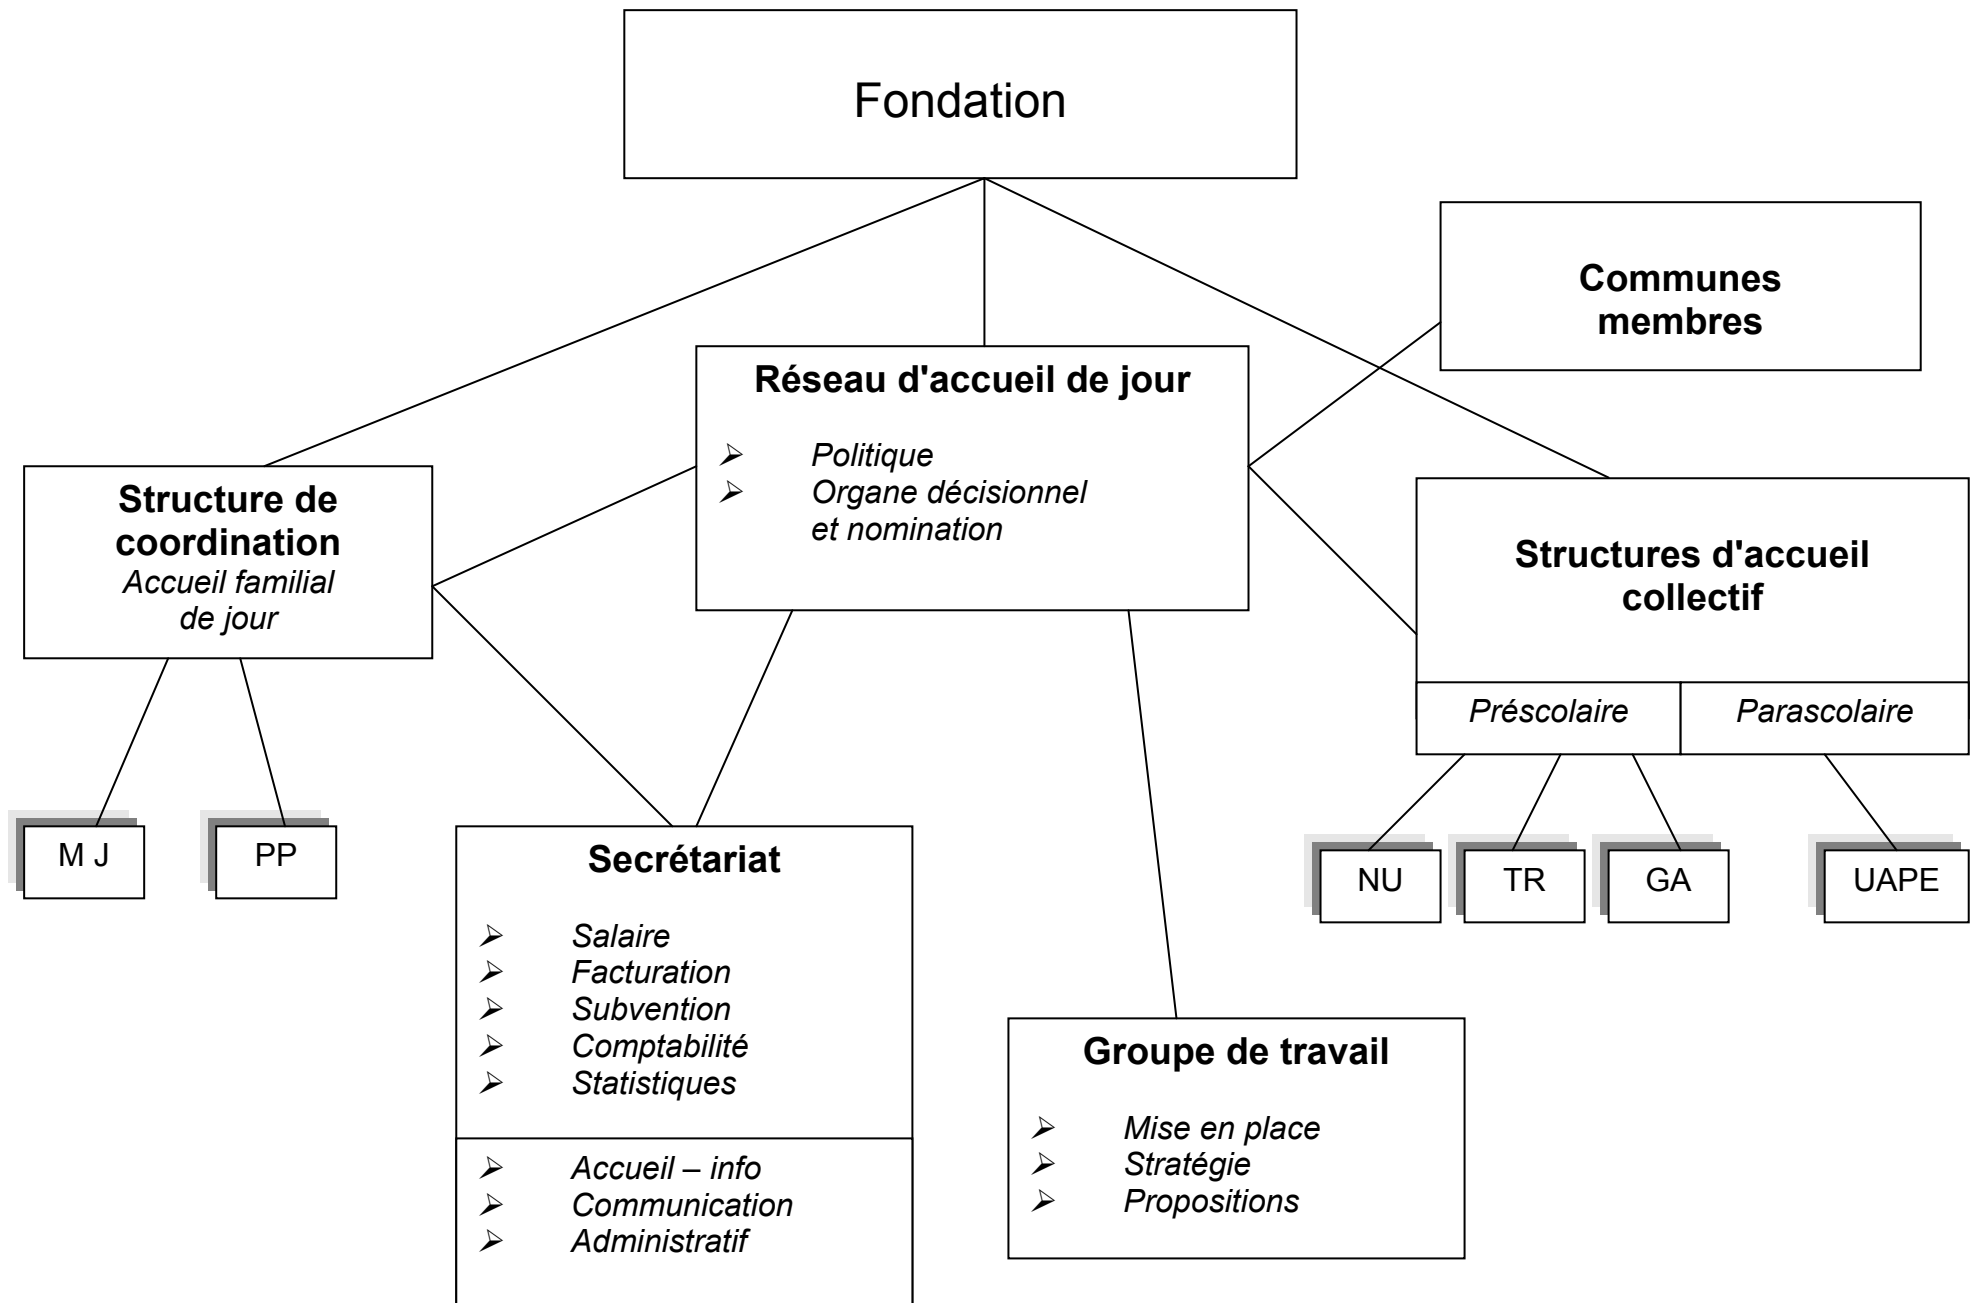 Fondation
Communes
membres
Réseau d'accueil de jour
➢ Politique
➢ Organe décisionnel
et nomination
Structure de
coordination
Accueil familial
de jour
Structures d'accueil
collectif
Préscolaire
Parascolaire
M J
PP
NU
TR
GA
UAPE
Secrétariat
➢ Salaire
➢ Facturation
➢ Subvention
➢ Comptabilité
➢ Statistiques
➢ Accueil – info
➢ Communication
➢ Administratif
Groupe de travail
➢ Mise en place
➢ Stratégie
➢ Propositions